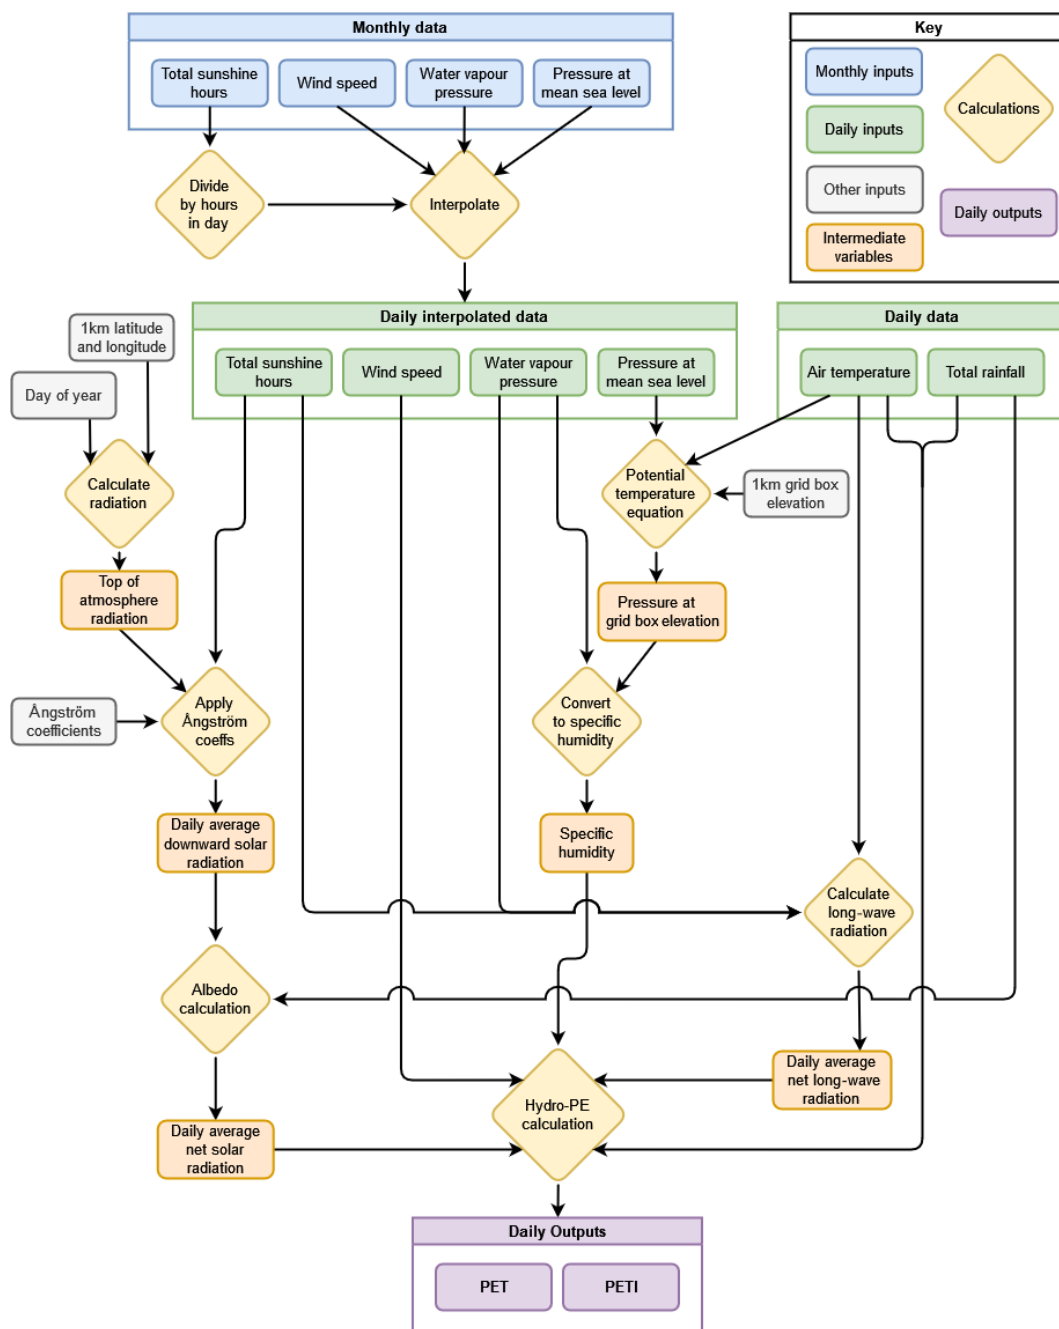 Monthly data
Total sunshine
hours
Wind speed
Water vapour
pressure
Pressure at
mean sea level
Divide
by hours
in day
Interpolate
Key
Monthly inputs
Daily inputs
Other inputs
Intermediate
variables
Calculations
Daily outputs
Daily interpolated data
Total sunshine
hours
Wind speed
Water vapour
pressure
Pressure at
mean sea level
Daily data
Air temperature
Total rainfall
1km latitude
and longitude
Day of year
Calculate
radiation
Potential
temperature
equation
1km grid box
elevation
Top of
atmosphere
radiation
Pressure at
grid box elevation
Ångström
coefficients
Apply
Ångström
coeffs
Convert
to specific
humidity
Daily average
downward solar
radiation
Specific
humidity
Calculate
long-wave
radiation
Albedo
calculation
Daily average
net long-wave
radiation
Hydro-PE
calculation
Daily average
net solar
radiation
Daily Outputs
PET
PETI